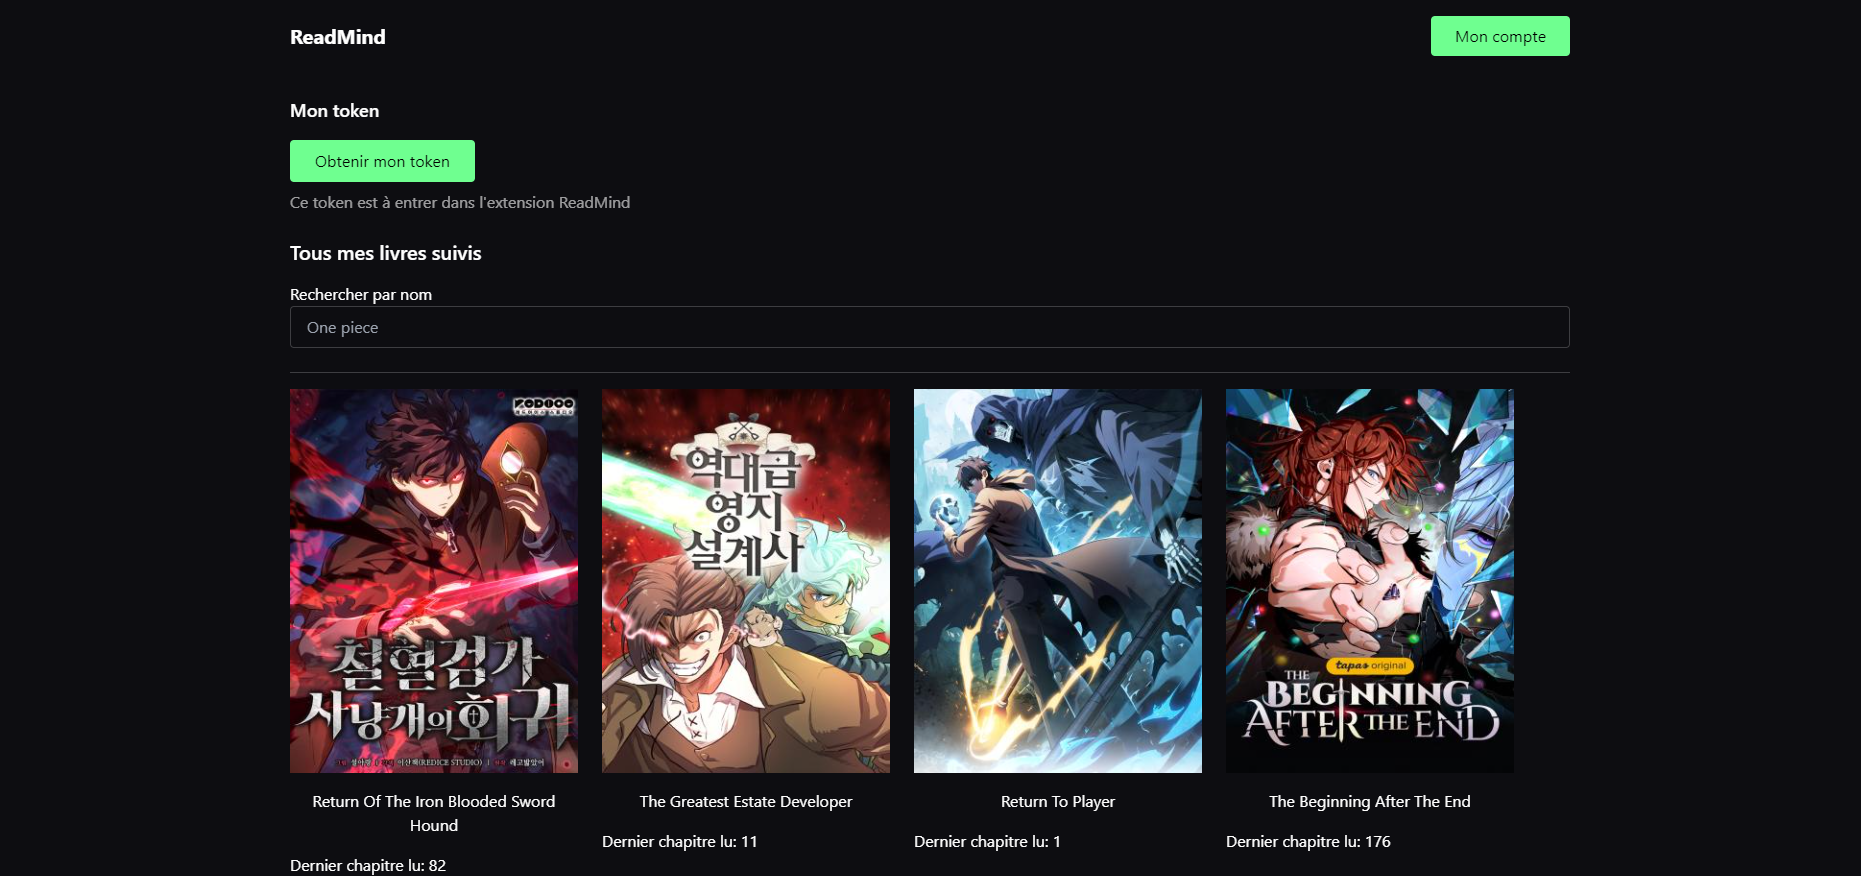 ReadMind
Mon compte
Mon token
Obtenir mon token
Ce token est à entrer dans l'extension ReadMind
Tous mes livres suivis
Rechercher par nom
One piece
역대급
영지
설계사
칠혈검가
사냥개의 회귀
(REDICE STUDIO)
tapas original
THE
BEGINNING
AFTER THE END
Return Of The Iron Blooded Sword
Hound
Dernier chapitre lu: 82
The Greatest Estate Developer
Dernier chapitre lu: 11
Return To Player
Dernier chapitre lu: 1
The Beginning After The End
Dernier chapitre lu: 176